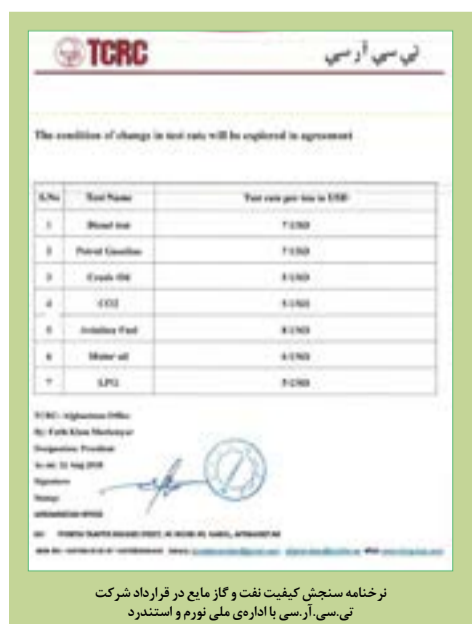 TCRC تی سی آر سی
The condition of change in test rate will be explored in agreement
S.No Test Name Test rate per ton in USD
1 Diesel test 7 USD
2 Petrol Gasoline 7 USD
3 Crude Oil 5 USD
4 CO2 5 USD
5 Aviation Fuel 8 USD
6 Motor oil 6 USD
7 LPG 5 USD
TCRC: Afghanistan Office
Designation: President
Signature
Stamp
نرخنامه سنجش کیفیت نفت و گاز مایع در قرارداد شرکت
تی.سی.آر.سی با اداره‌ی ملی نورم و استندرد